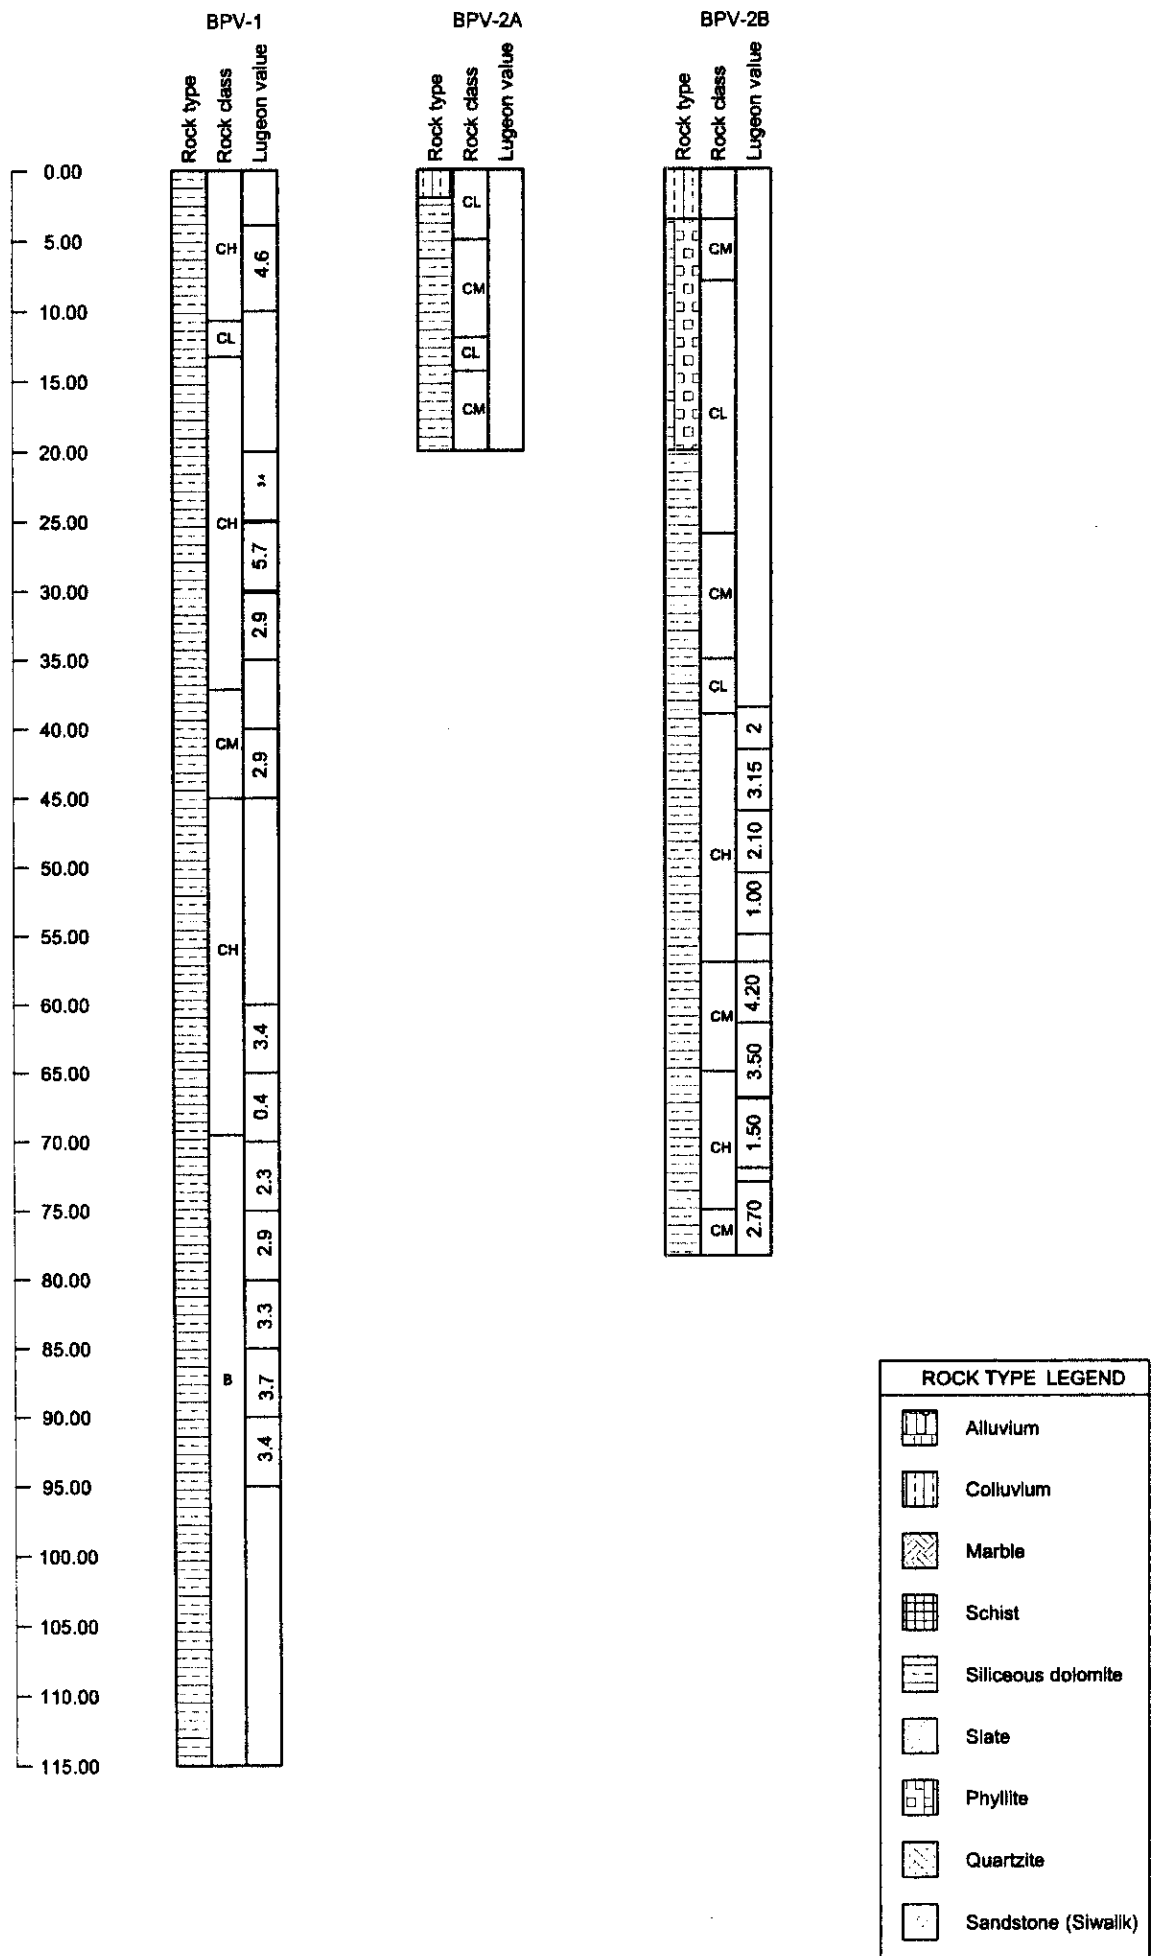 BPV-1
BPV-2A
BPV-2B
Rock type
Rock class
Lugeon value
Rock type
Rock class
Lugeon value
Rock type
Rock class
Lugeon value
0.00
5.00
10.00
15.00
20.00
25.00
30.00
35.00
40.00
45.00
50.00
55.00
60.00
65.00
70.00
75.00
80.00
85.00
90.00
95.00
100.00
105.00
110.00
115.00
CH
CL
CH
CM
CH
B
4.6
3.4
5.7
2.9
2.9
3.4
0.4
2.3
2.9
3.3
3.7
3.4
CL
CM
CL
CM
CM
CL
CM
CL
CH
CM
CH
CM
2
3.15
2.10
1.00
4.20
3.50
1.50
2.70
ROCK TYPE LEGEND
Alluvium
Colluvium
Marble
Schist
Siliceous dolomite
Slate
Phyllite
Quartzite
Sandstone (Siwalik)